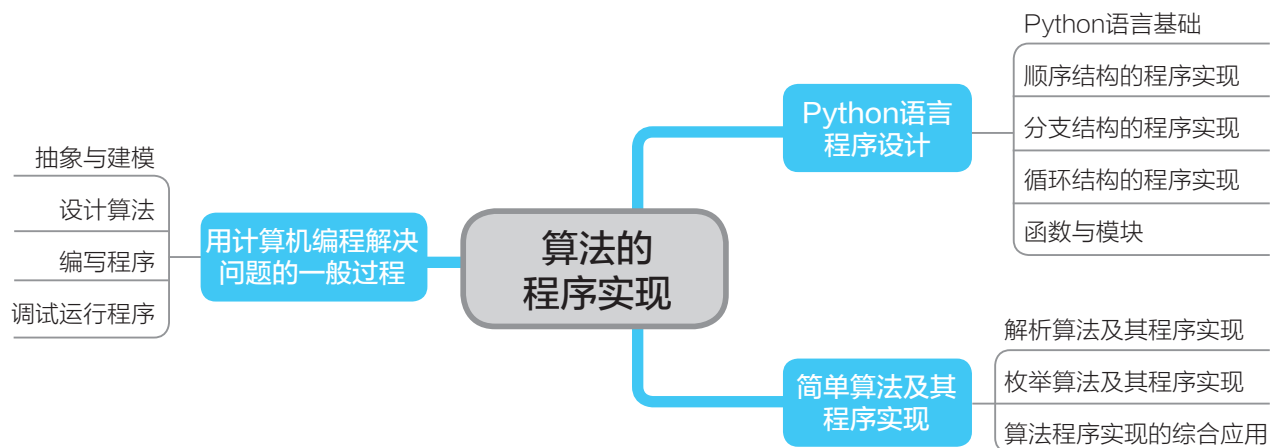 算法的
程序实现
用计算机编程解决
问题的一般过程
抽象与建模
设计算法
编写程序
调试运行程序
Python语言
程序设计
Python语言基础
顺序结构的程序实现
分支结构的程序实现
循环结构的程序实现
函数与模块
简单算法及其
程序实现
解析算法及其程序实现
枚举算法及其程序实现
算法程序实现的综合应用